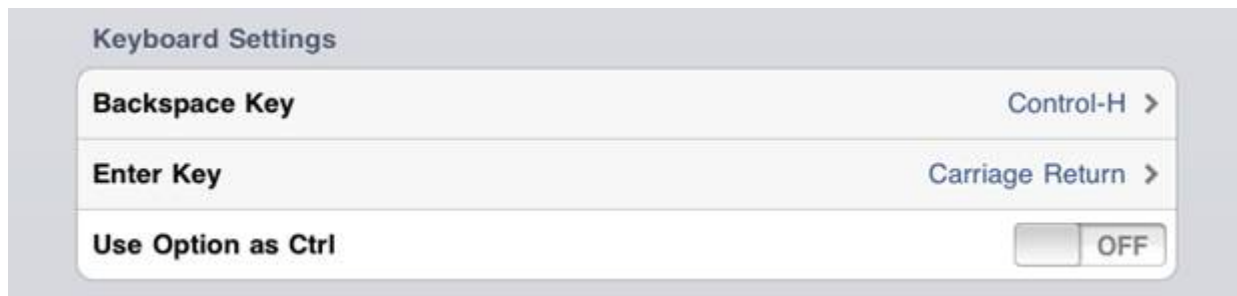 Keyboard Settings
Backspace Key Control-H >
Enter Key Carriage Return >
Use Option as Ctrl OFF